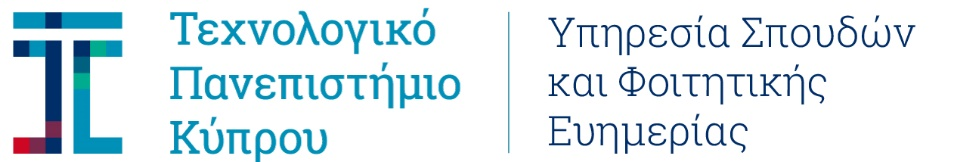 Τεχνολογικό
Πανεπιστήμιο
Κύπρου
Υπηρεσία Σπουδών
και Φοιτητικής
Ευημερίας